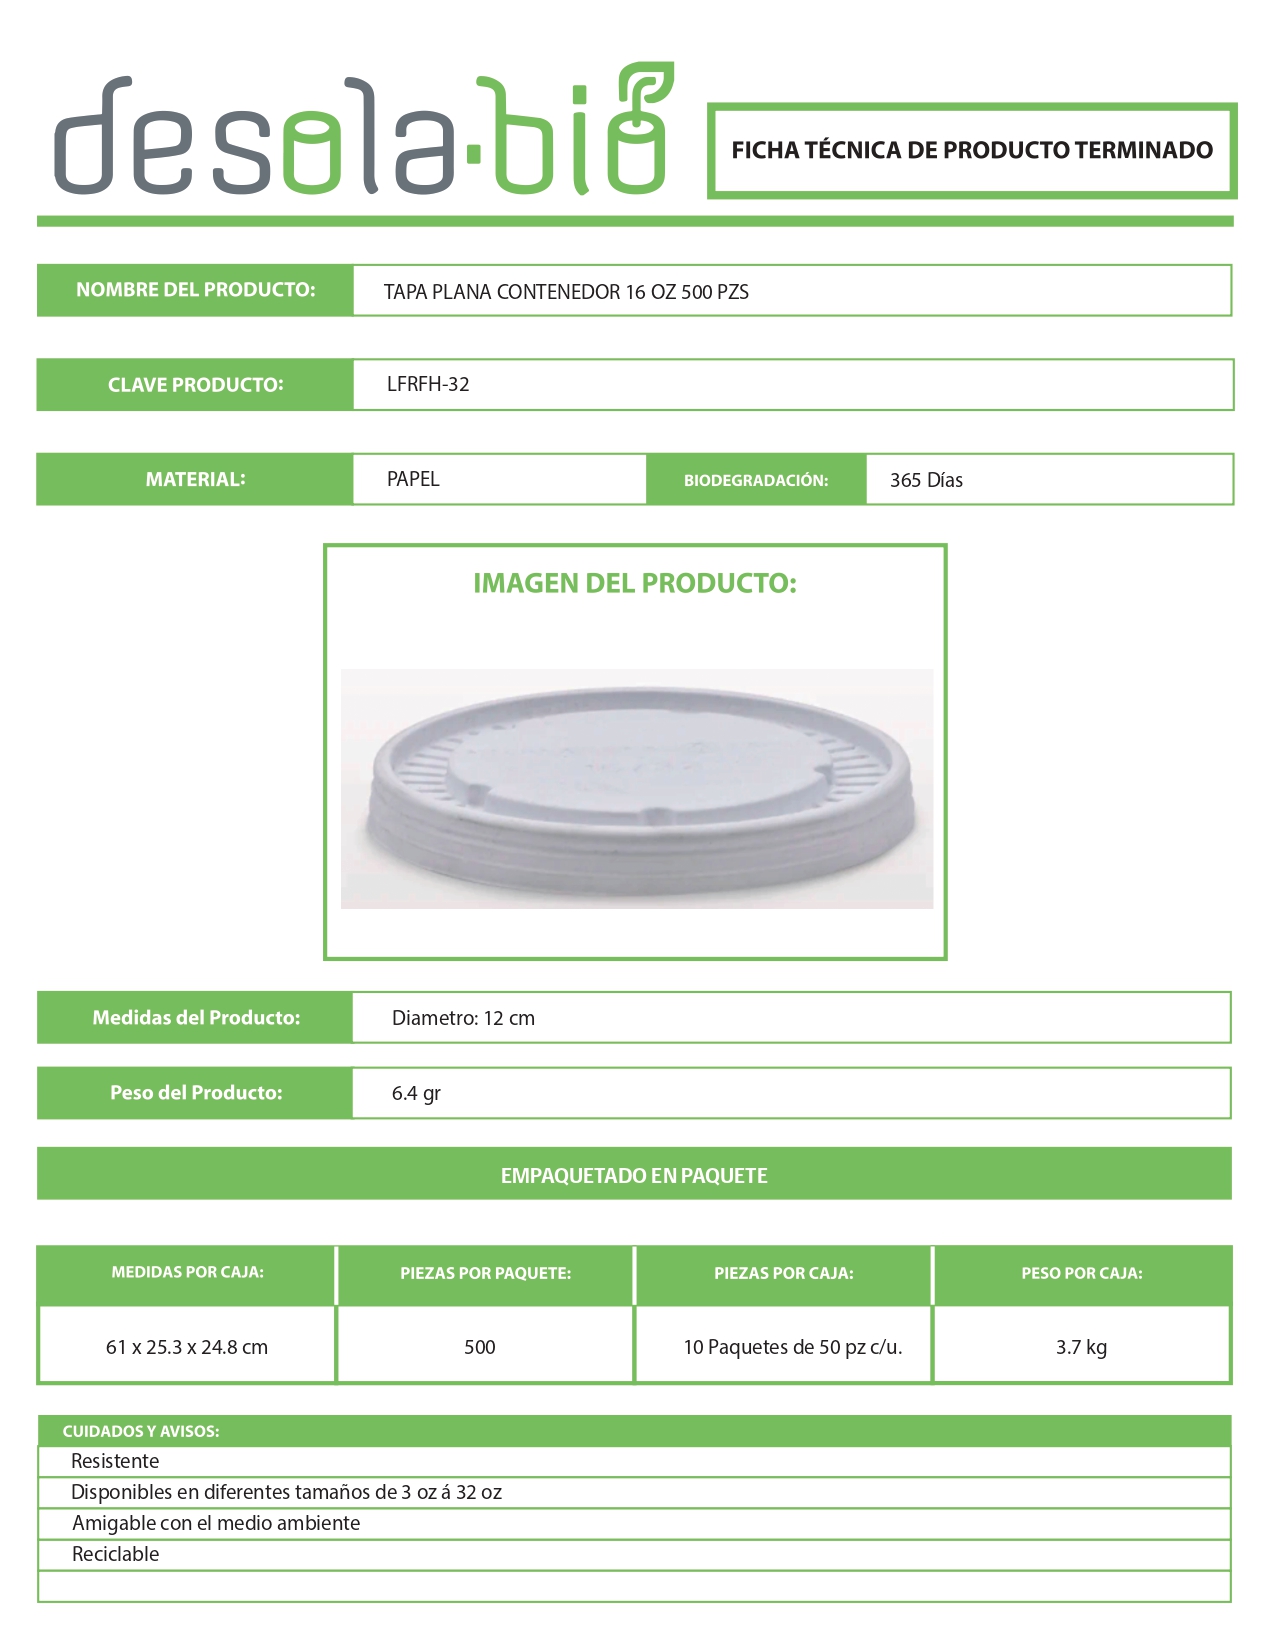 desola.bio
FICHA TÉCNICA DE PRODUCTO TERMINADO
NOMBRE DEL PRODUCTO: TAPA PLANA CONTENEDOR 16 OZ 500 PZS
CLAVE PRODUCTO: LFRFH-32
MATERIAL: PAPEL BIODEGRADACIÓN: 365 Días
IMAGEN DEL PRODUCTO:
Medidas del Producto: Diametro: 12 cm
Peso del Producto: 6.4 gr
EMPAQUETADO EN PAQUETE
MEDIDAS POR CAJA: PIEZAS POR PAQUETE: PIEZAS POR CAJA: PESO POR CAJA:
61 x 25.3 x 24.8 cm 500 10 Paquetes de 50 pz c/u. 3.7 kg
CUIDADOS Y AVISOS:
Resistente
Disponibles en diferentes tamaños de 3 oz á 32 oz
Amigable con el medio ambiente
Reciclable